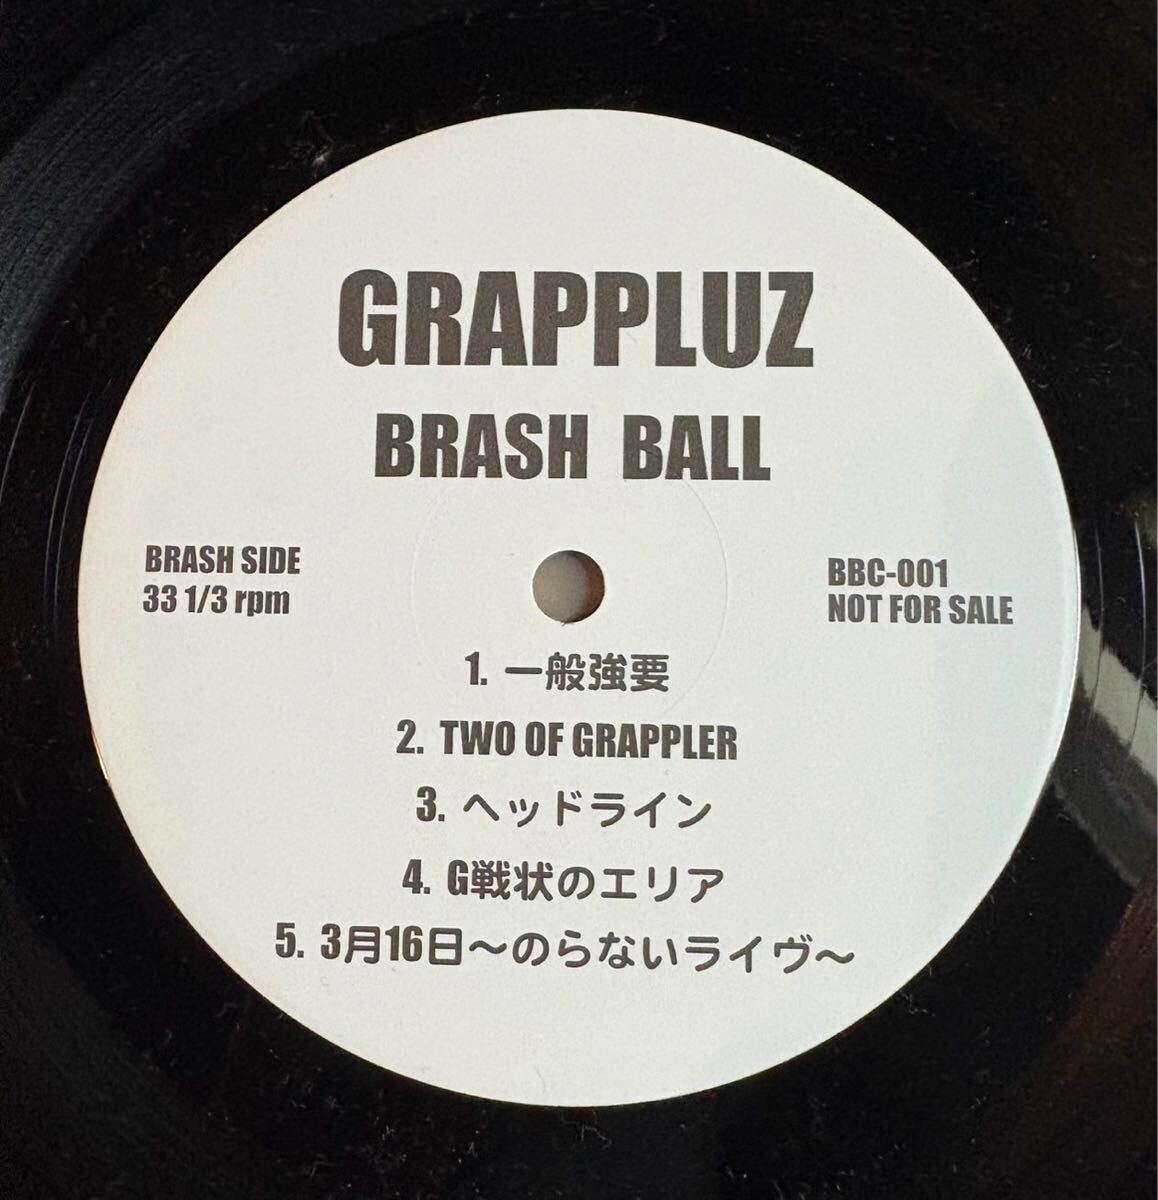 GRAPPLUZ
BRASH BALL
BRASH SIDE
33 1/3 rpm
BBC-001
NOT FOR SALE
1. 一般強要
2. TWO OF GRAPPLER
3. ヘッドライン
4. G戦状のエリア
5. 3月16日〜のらないライヴ〜